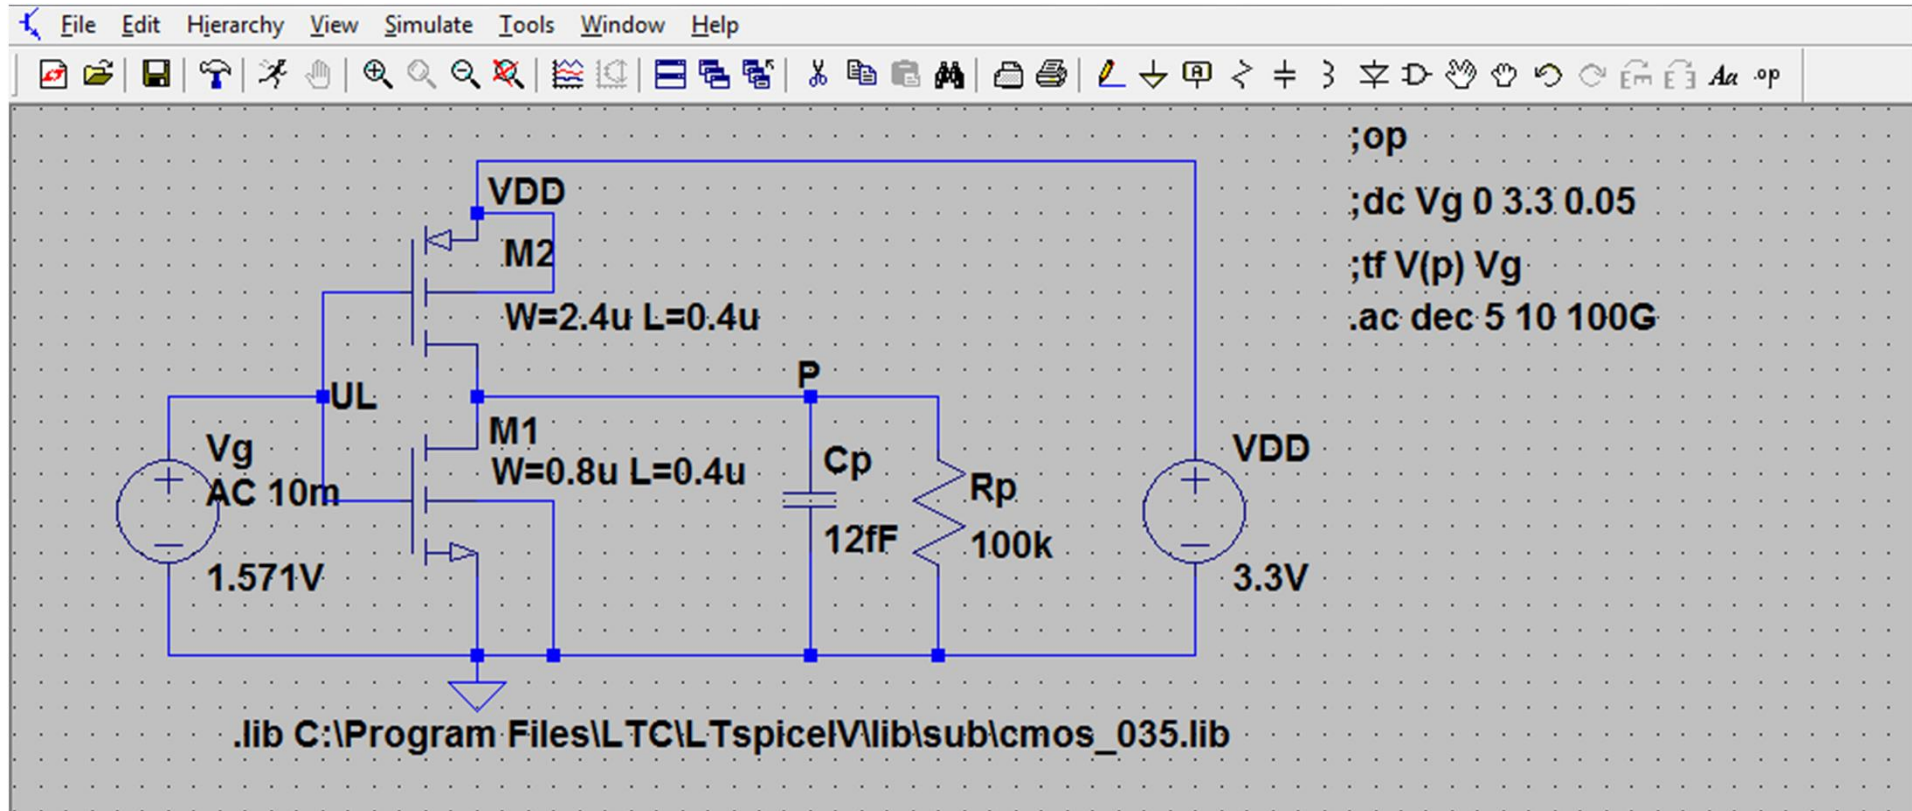 File Edit Hierarchy View Simulate Tools Window Help
A Aa .op
;op
VDD
;dc Vg 0 3.3 0.05
M2
;tf V(p) Vg
W=2.4u L=0.4u
.ac dec 5 10 100G
P
UL
M1
Vg
VDD
W=0.8u L=0.4u
Cp
AC 10m
Rp
12fF
100k
1.571V
3.3V
.lib C:\Program Files\LTC\LTspiceIV\lib\sub\cmos_035.lib